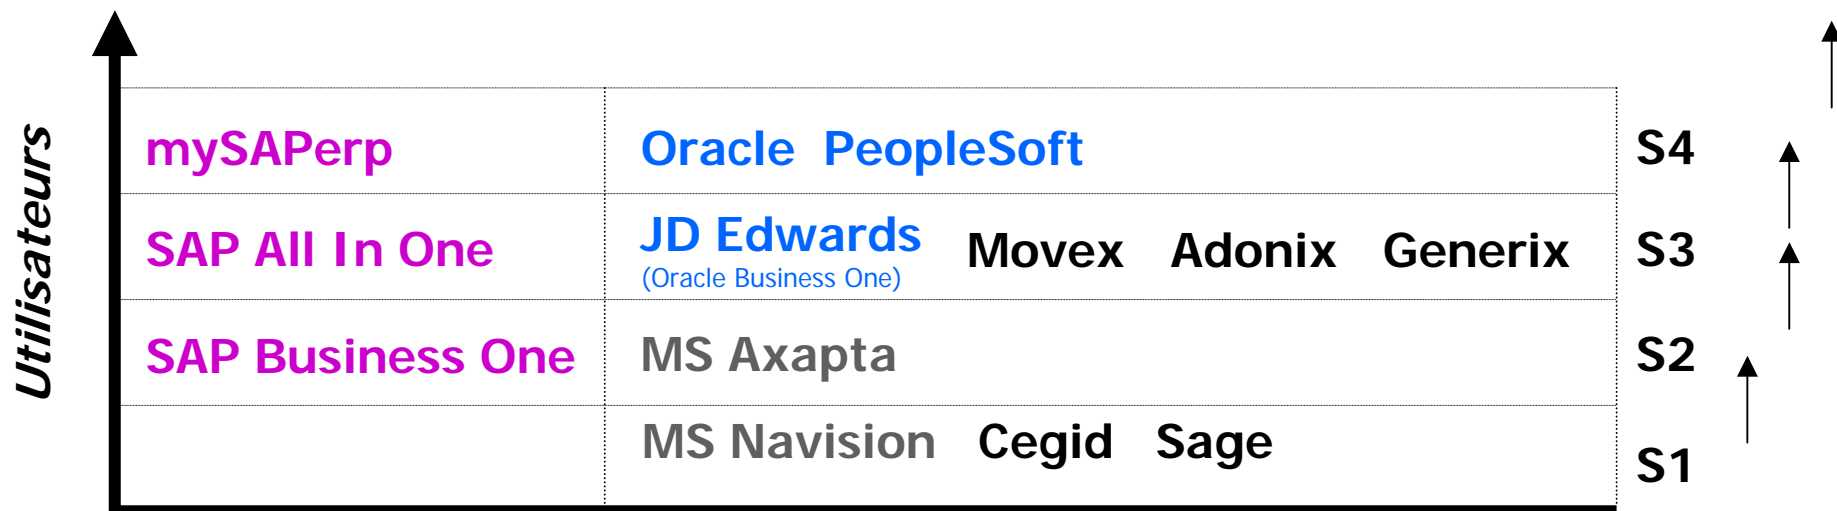 Utilisateurs
mySAPerp Oracle PeopleSoft S4
SAP All In One JD Edwards Movex Adonix Generix S3
(Oracle Business One)
SAP Business One MS Axapta S2
MS Navision Cegid Sage S1